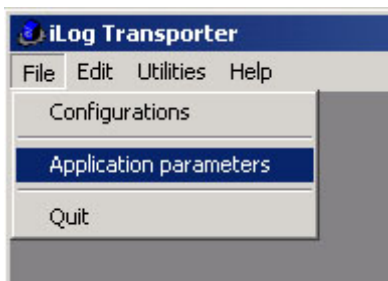 iLog Transporter
File Edit Utilities Help
Configurations
Application parameters
Quit